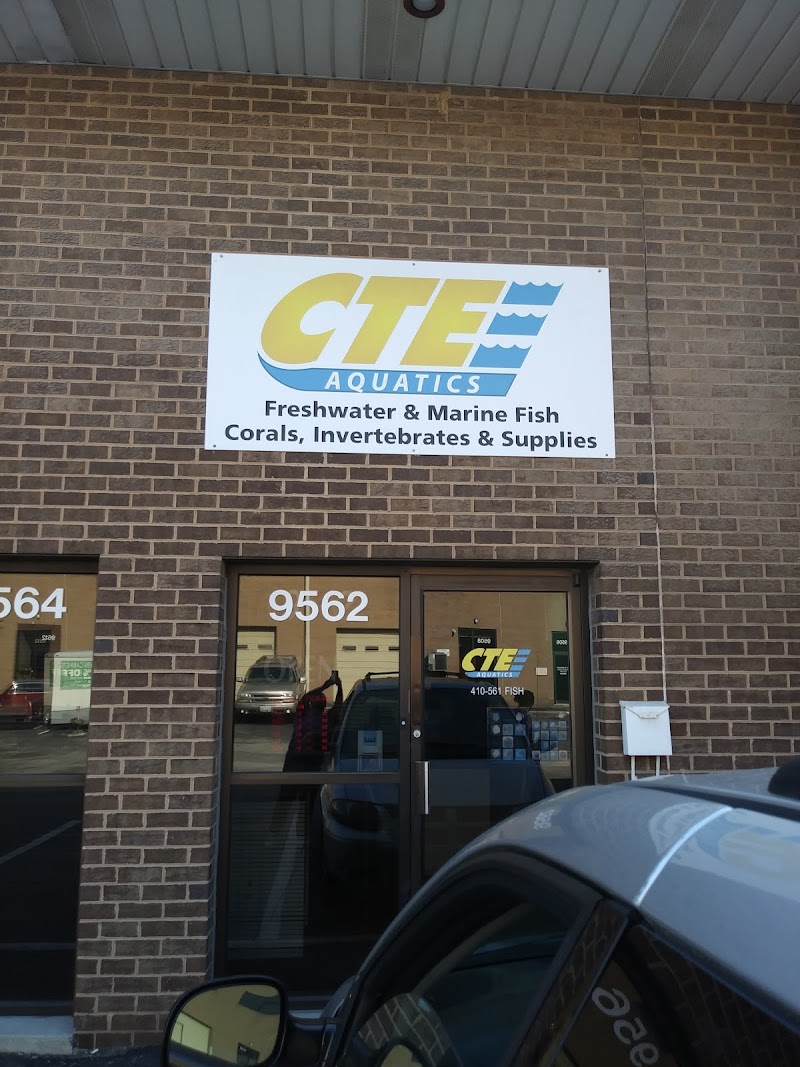 CTE
AQUATICS
Freshwater & Marine Fish
Corals, Invertebrates & Supplies
564
9562
CTE
AQUATICS
410-561 FISH